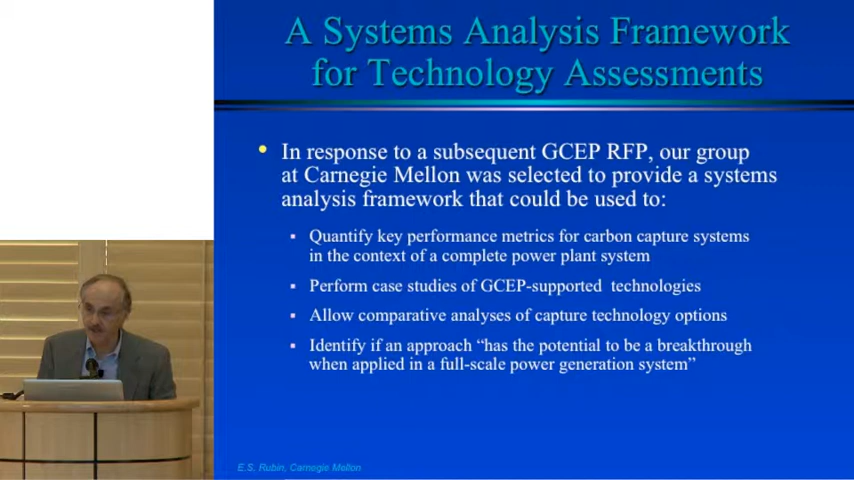 A Systems Analysis Framework
for Technology Assessments
• In response to a subsequent GCEP RFP, our group
at Carnegie Mellon was selected to provide a systems
analysis framework that could be used to:
▪ Quantify key performance metrics for carbon capture systems
in the context of a complete power plant system
▪ Perform case studies of GCEP-supported technologies
▪ Allow comparative analyses of capture technology options
▪ Identify if an approach “has the potential to be a breakthrough
when applied in a full-scale power generation system”
E.S. Rubin, Carnegie Mellon